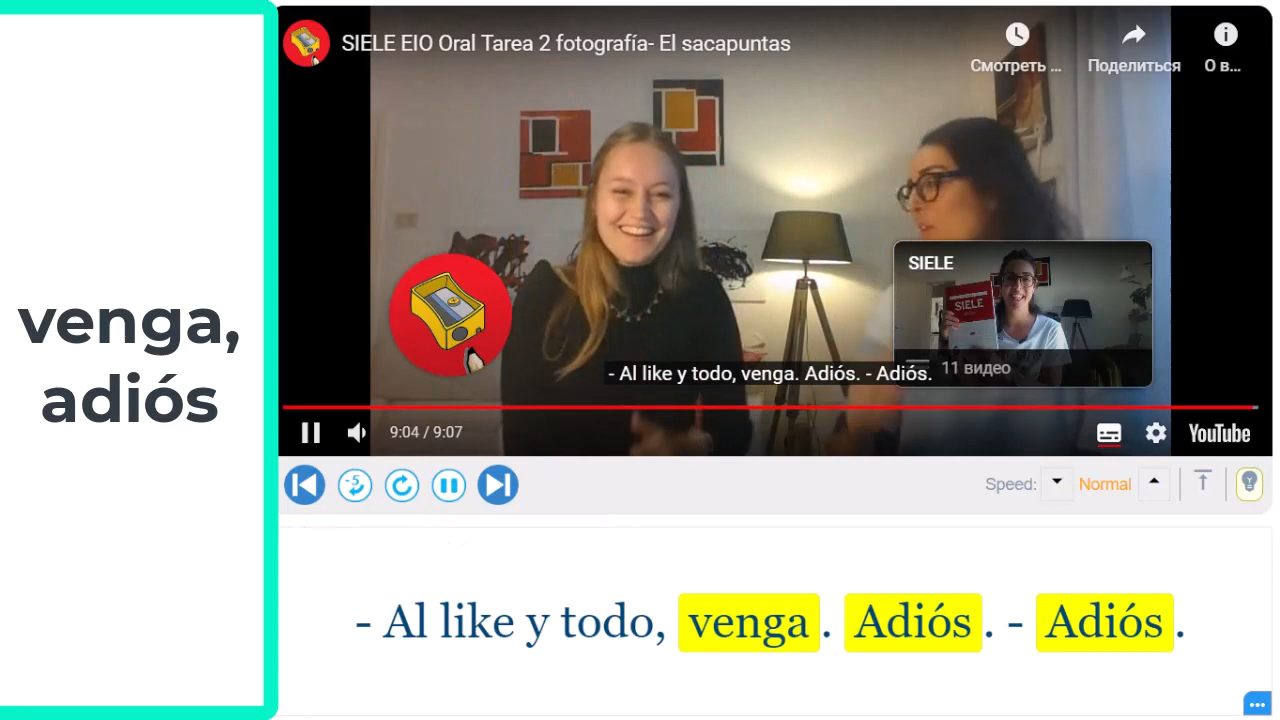 venga,
adiós
SIELE EIO Oral Tarea 2 fotografía- El sacapuntas
Смотреть ...
Поделиться
О в...
SIELE
SIELE
11 видео
- Al like y todo, venga. Adiós. - Adiós.
9:04 / 9:07
YouTube
-5
Speed:
Normal
- Al like y todo, venga. Adiós. - Adiós.